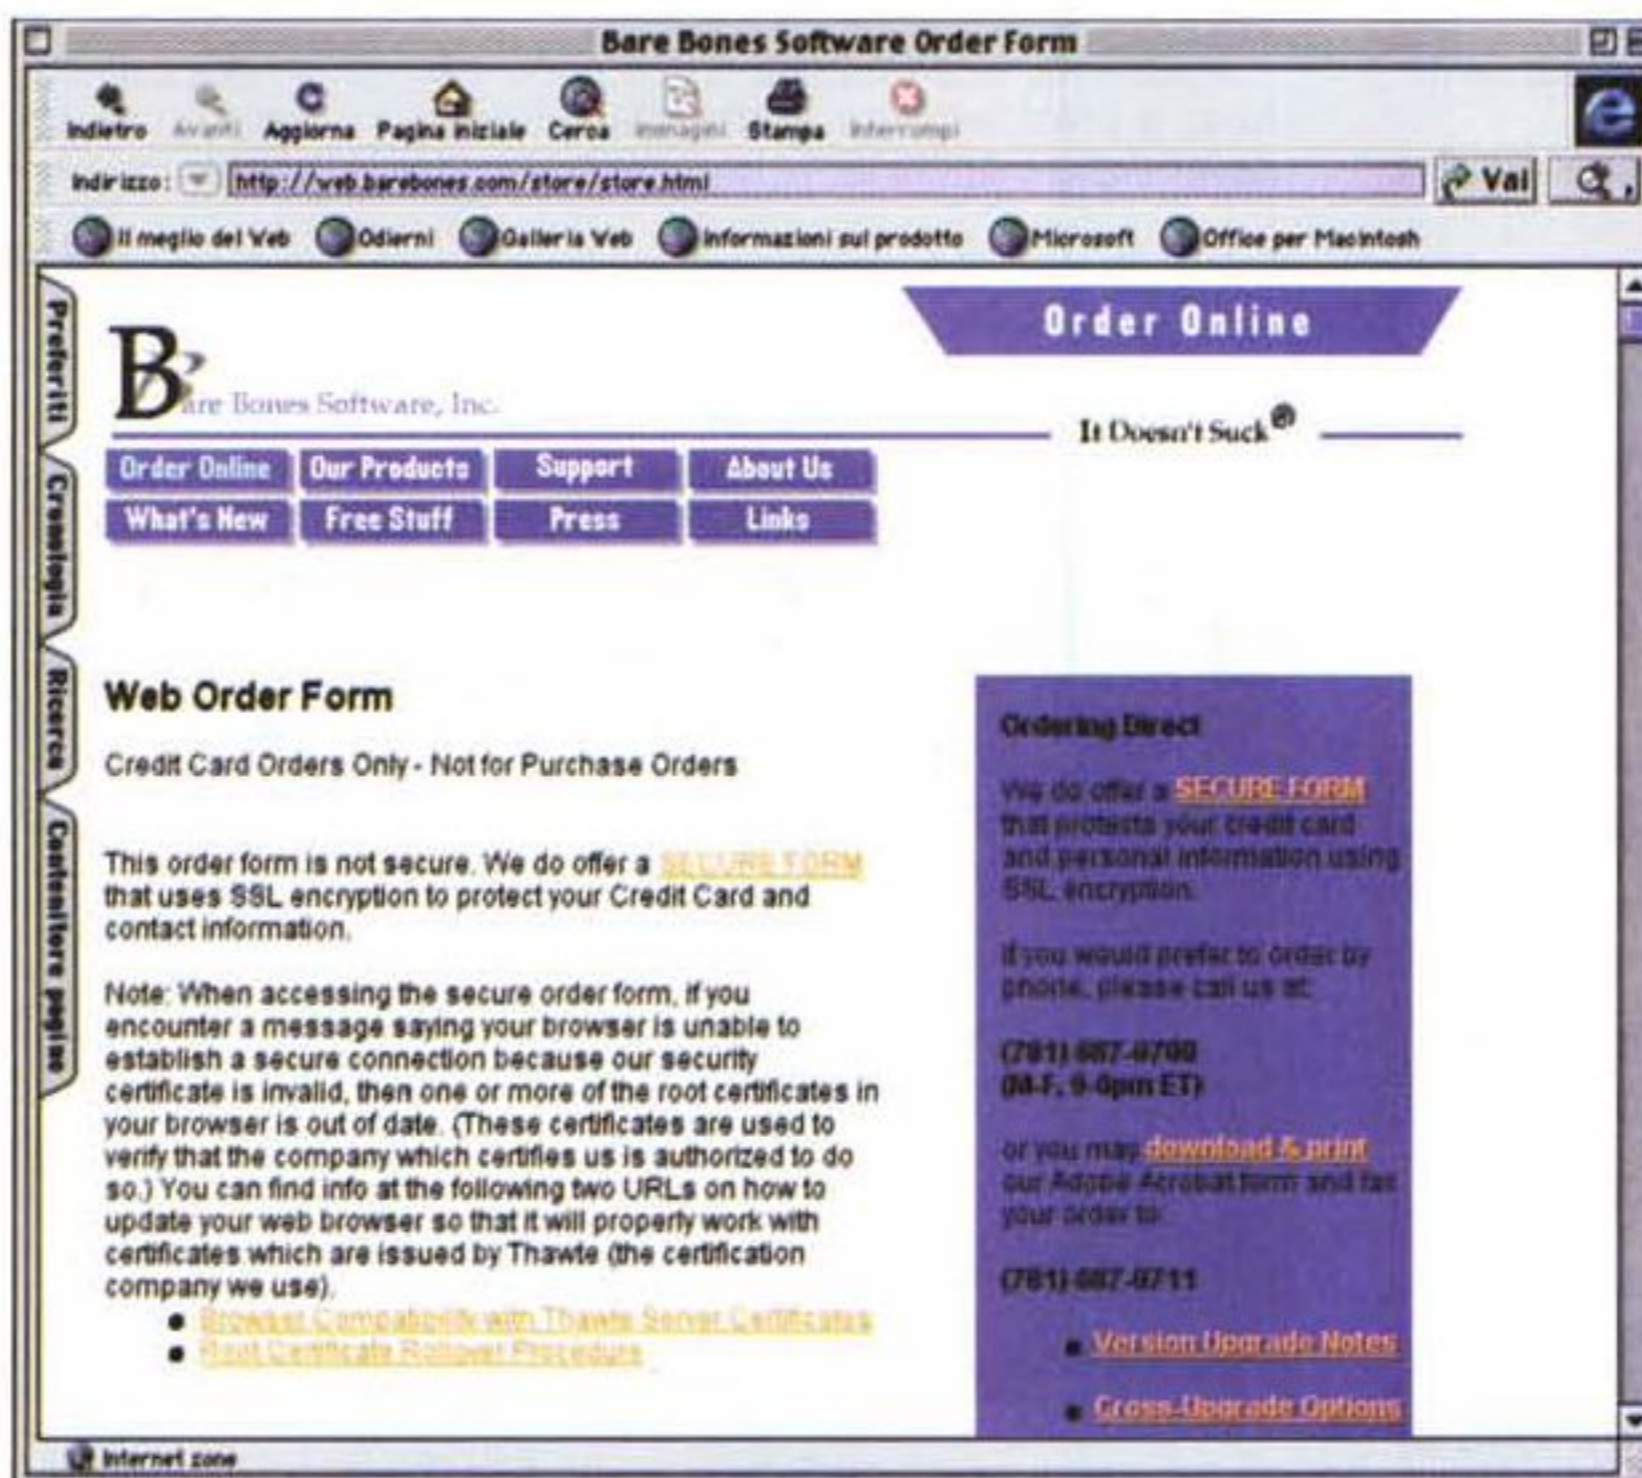 Bare Bones Software Order Form
Indietro Avanti Aggiorna Pagina iniziale Cerca Immagini Stampa Interrompi
Indirizzo: http://web.barebones.com/store/store.html Vai
Il meglio del Web Odierni Galleria Web Informazioni sul prodotto Microsoft Office per Macintosh
Preferiti
Cronologia
Ricerca
Contenitore pagine
Order Online
Bare Bones Software, Inc.
It Doesn't Suck®
Order Online Our Products Support About Us
What's New Free Stuff Press Links
Web Order Form
Credit Card Orders Only - Not for Purchase Orders
This order form is not secure. We do offer a SECURE FORM
that uses SSL encryption to protect your Credit Card and
contact information.
Note: When accessing the secure order form, if you
encounter a message saying your browser is unable to
establish a secure connection because our security
certificate is invalid, then one or more of the root certificates in
your browser is out of date. (These certificates are used to
verify that the company which certifies us is authorized to do
so.) You can find info at the following two URLs on how to
update your web browser so that it will properly work with
certificates which are issued by Thawte (the certification
company we use).
Browser Compatibility with Thawte Server Certificates
Root Certificate Rollover Procedure
Ordering Direct
We do offer a SECURE FORM
that protects your credit card
and personal information using
SSL encryption.
If you would prefer to order by
phone, please call us at:
(781) 687-0700
(M-F, ET)
or you may download & print
our Adobe Acrobat form and fax
your order to:
(781) 687-0711
Version Upgrade Notes
Cross-Upgrade Options
Internet zone